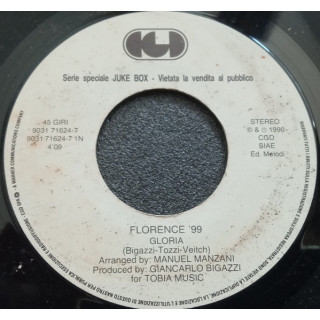 Serie speciale JUKE BOX - Vietata la vendita al pubblico
45 GIRI
9031 71624-7
9031 71624-7 1N
4'09
STEREO
℗ & © 1990
CGD
SIAE
Ed. Melodi
FLORENCE '99
GLORIA
(Bigazzi-Tozzi-Veitch)
Arranged by: MANUEL MANZANI
Produced by: GIANCARLO BIGAZZI
for TOBIA MUSIC